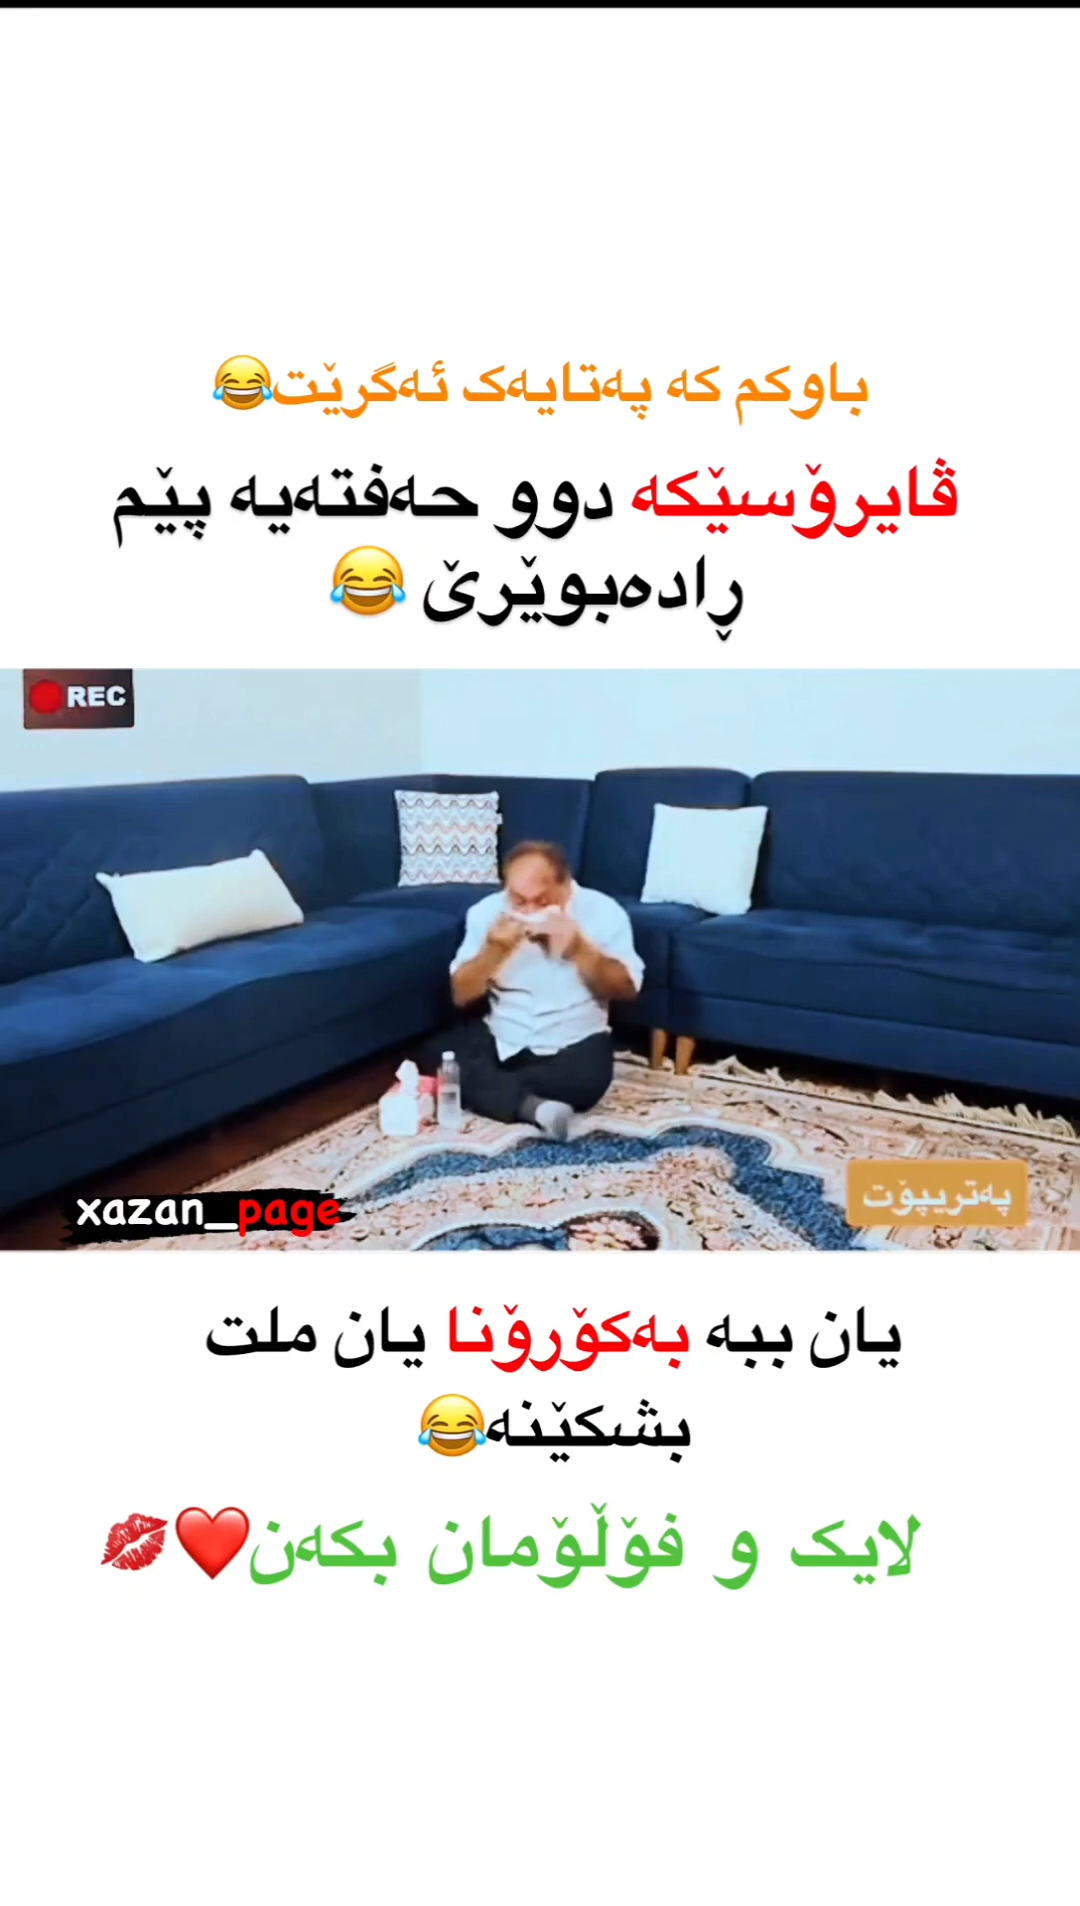 باوکم کە پەتایەک ئەگرێت😂
ڤایرۆسێکە دوو حەفتەیە پێم
ڕادەبوێرێ 😂
REC
xazan_page
پەتریپۆت
یان ببە بەکۆرۆنا یان ملت
بشکێنە😂
لایک و فۆڵۆمان بکەن❤️💋